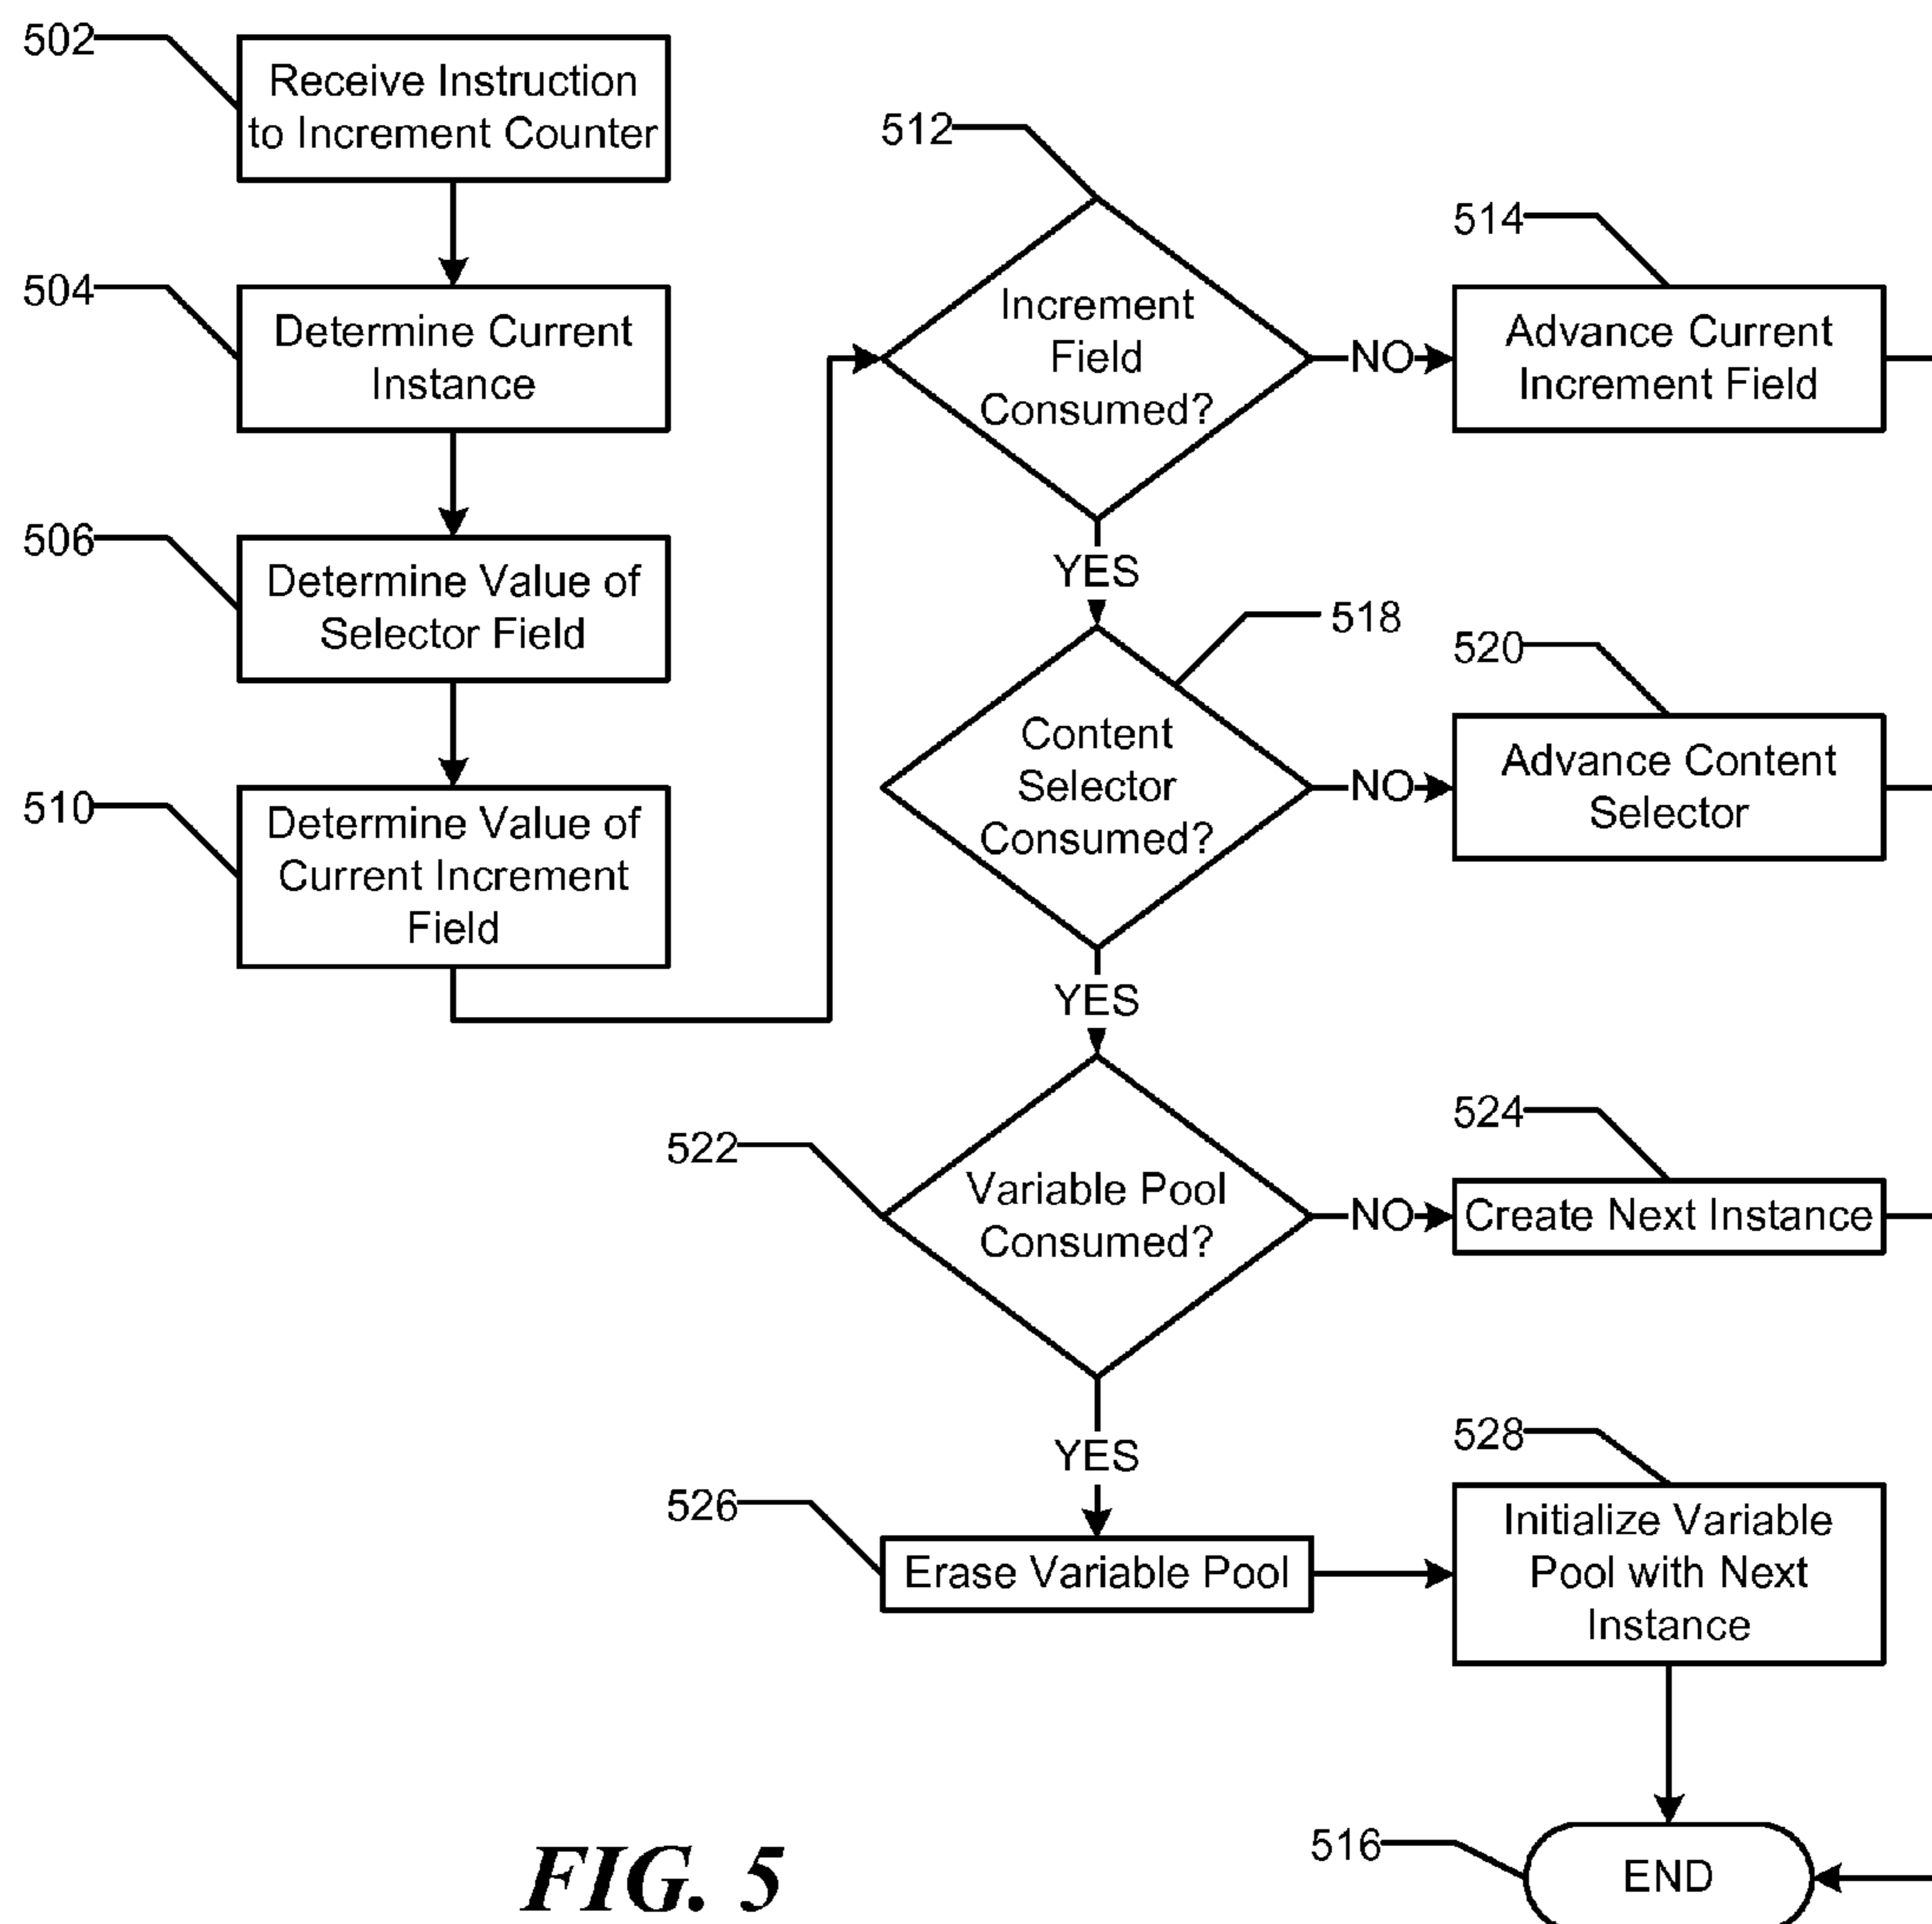 502
Receive Instruction
to Increment Counter
504
Determine Current
Instance
506
Determine Value of
Selector Field
510
Determine Value of
Current Increment
Field
512
Increment
Field
Consumed?
NO
514
Advance Current
Increment Field
YES
518
Content
Selector
Consumed?
NO
520
Advance Content
Selector
YES
522
Variable Pool
Consumed?
NO
524
Create Next Instance
YES
526
Erase Variable Pool
528
Initialize Variable
Pool with Next
Instance
516
END
FIG. 5